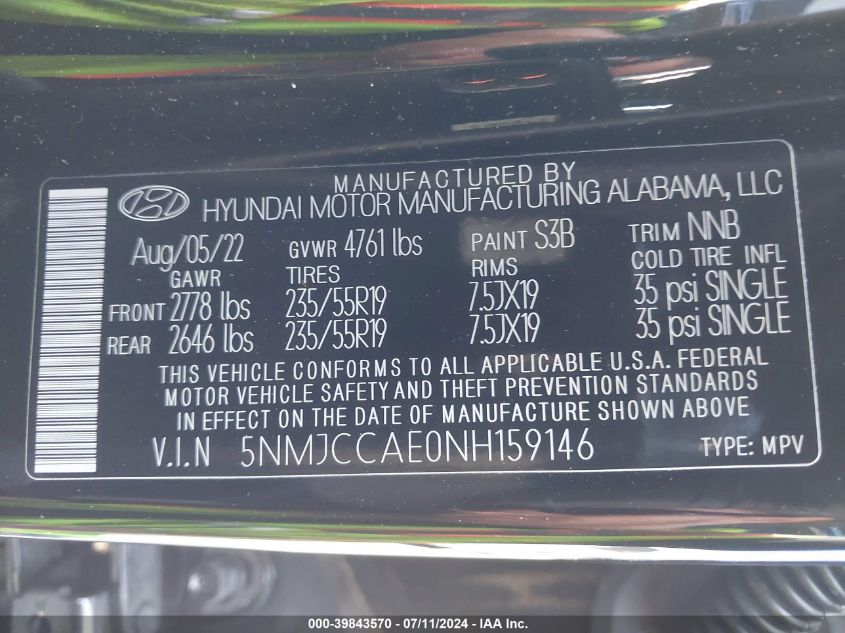 MANUFACTURED BY
HYUNDAI MOTOR MANUFACTURING ALABAMA, LLC
Aug/05/22 GVWR 4761 lbs PAINT S3B TRIM NNB
GAWR TIRES RIMS COLD TIRE INFL
FRONT 2778 lbs 235/55R19 7.5JX19 35 psi SINGLE
REAR 2646 lbs 235/55R19 7.5JX19 35 psi SINGLE
THIS VEHICLE CONFORMS TO ALL APPLICABLE U.S.A. FEDERAL
MOTOR VEHICLE SAFETY AND THEFT PREVENTION STANDARDS
IN EFFECT ON THE DATE OF MANUFACTURE SHOWN ABOVE
V.I.N 5NMJCCAE0NH159146 TYPE: MPV
000-39843570 - 07/11/2024 - IAA Inc.